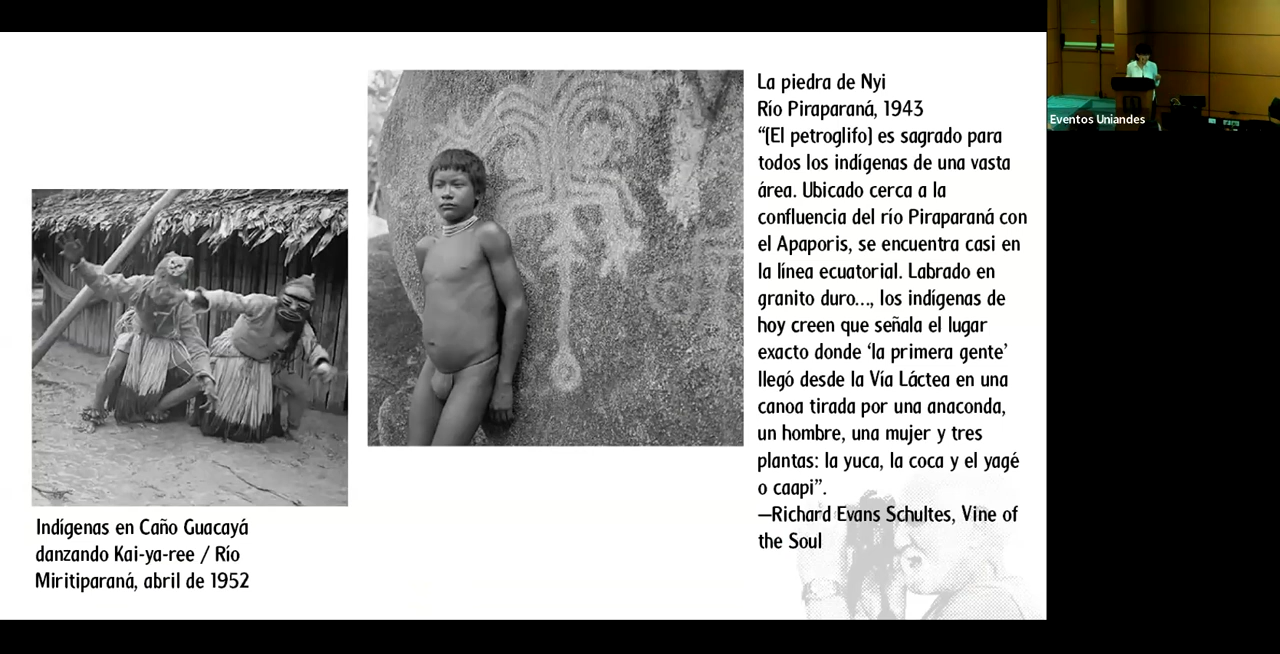 La piedra de Nyi
Río Piraparaná, 1943
“(El petroglifo) es sagrado para
todos los indígenas de una vasta
área. Ubicado cerca a la
confluencia del río Piraparaná con
el Apaporis, se encuentra casi en
la línea ecuatorial. Labrado en
granito duro..., los indígenas de
hoy creen que señala el lugar
exacto donde ‘la primera gente’
llegó desde la Vía Láctea en una
canoa tirada por una anaconda,
un hombre, una mujer y tres
plantas: la yuca, la coca y el yagé
o caapi”.
—Richard Evans Schultes, Vine of
the Soul
Indígenas en Caño Guacayá
danzando Kai-ya-ree / Río
Miritiparaná, abril de 1952
Eventos Uniandes